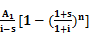 A₁/(i−s) [1 − ((1+s)/(1+i))ⁿ]